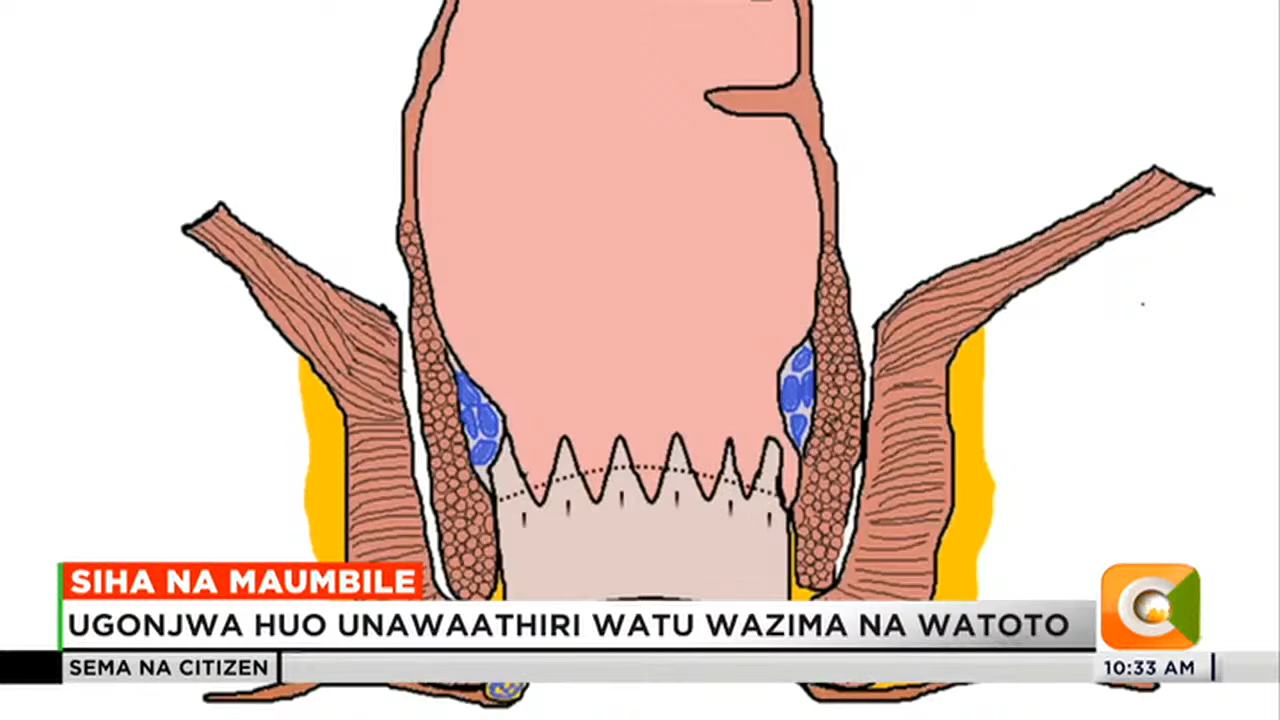 SIHA NA MAUMBILE
UGONJWA HUO UNAWAATHIRI WATU WAZIMA NA WATOTO
SEMA NA CITIZEN
10:33 AM